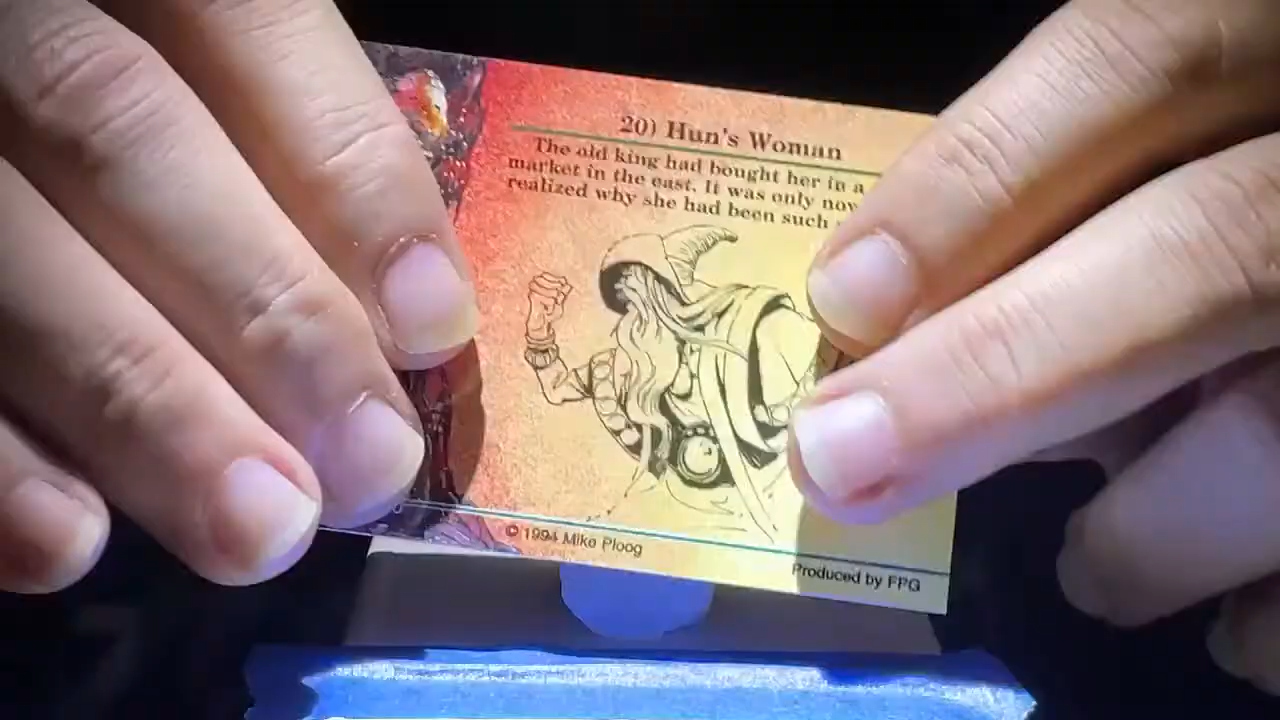 20) Hun's Woman
The old king had bought her in a
market in the east. It was only now
realized why she had been such
© 1994 Mike Ploog
Produced by FPG